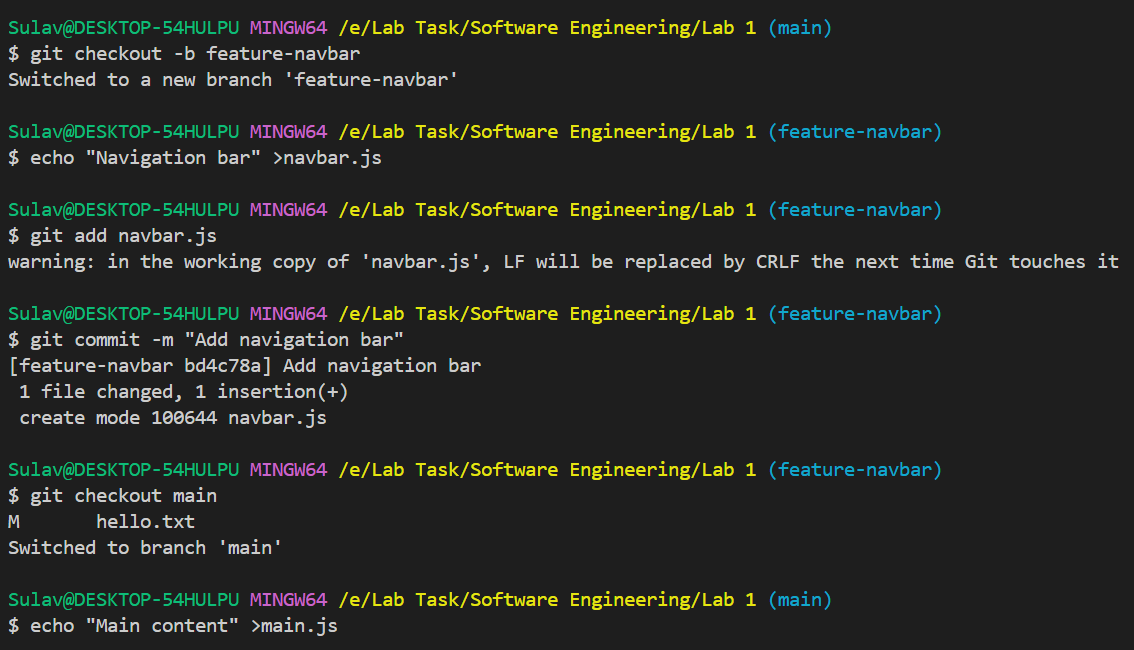 Sulav@DESKTOP-54HULPU MINGW64 /e/Lab Task/Software Engineering/Lab 1 (main)
$ git checkout -b feature-navbar
Switched to a new branch 'feature-navbar'
Sulav@DESKTOP-54HULPU MINGW64 /e/Lab Task/Software Engineering/Lab 1 (feature-navbar)
$ echo "Navigation bar" >navbar.js
Sulav@DESKTOP-54HULPU MINGW64 /e/Lab Task/Software Engineering/Lab 1 (feature-navbar)
$ git add navbar.js
warning: in the working copy of 'navbar.js', LF will be replaced by CRLF the next time Git touches it
Sulav@DESKTOP-54HULPU MINGW64 /e/Lab Task/Software Engineering/Lab 1 (feature-navbar)
$ git commit -m "Add navigation bar"
[feature-navbar bd4c78a] Add navigation bar
 1 file changed, 1 insertion(+)
 create mode 100644 navbar.js
Sulav@DESKTOP-54HULPU MINGW64 /e/Lab Task/Software Engineering/Lab 1 (feature-navbar)
$ git checkout main
M       hello.txt
Switched to branch 'main'
Sulav@DESKTOP-54HULPU MINGW64 /e/Lab Task/Software Engineering/Lab 1 (main)
$ echo "Main content" >main.js